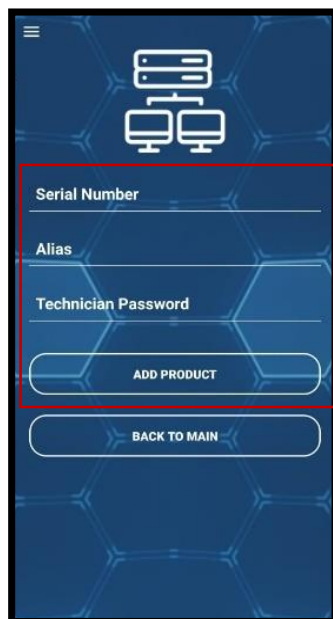 Serial Number
Alias
Technician Password
ADD PRODUCT
BACK TO MAIN